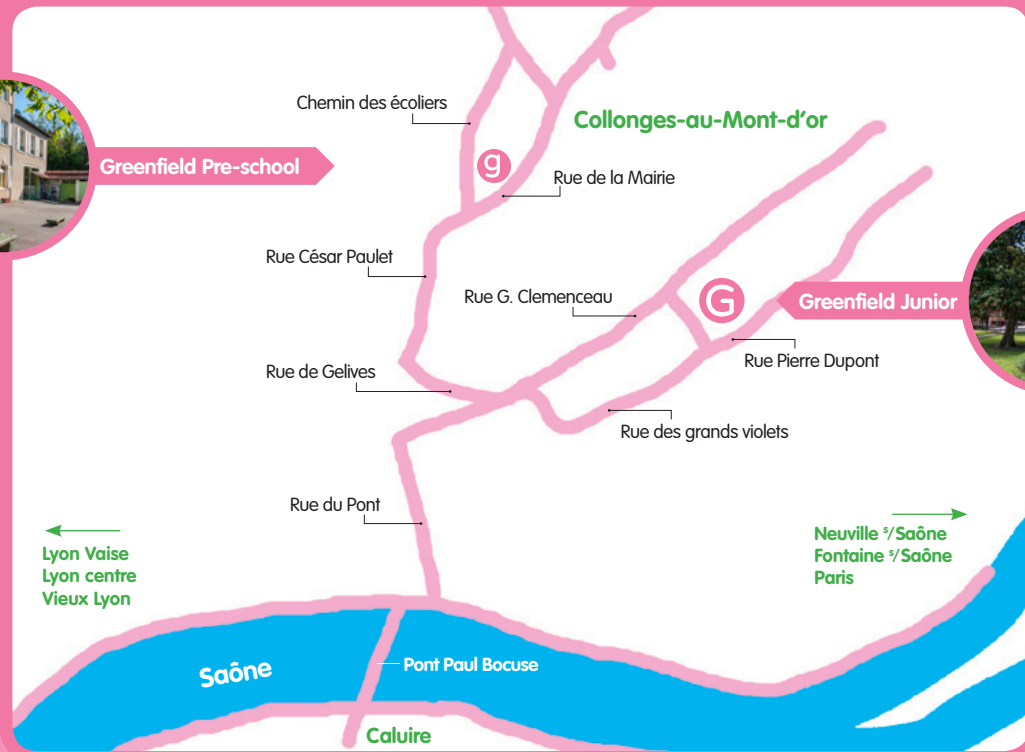 Chemin des écoliers
Collonges-au-Mont-d'or
Greenfield Pre-school
g
Rue de la Mairie
Rue César Paulet
Rue G. Clemenceau
G
Greenfield Junior
Rue Pierre Dupont
Rue de Gelives
Rue des grands violets
Rue du Pont
Lyon Vaise
Lyon centre
Vieux Lyon
Neuville s/Saône
Fontaine s/Saône
Paris
Saône
Pont Paul Bocuse
Caluire